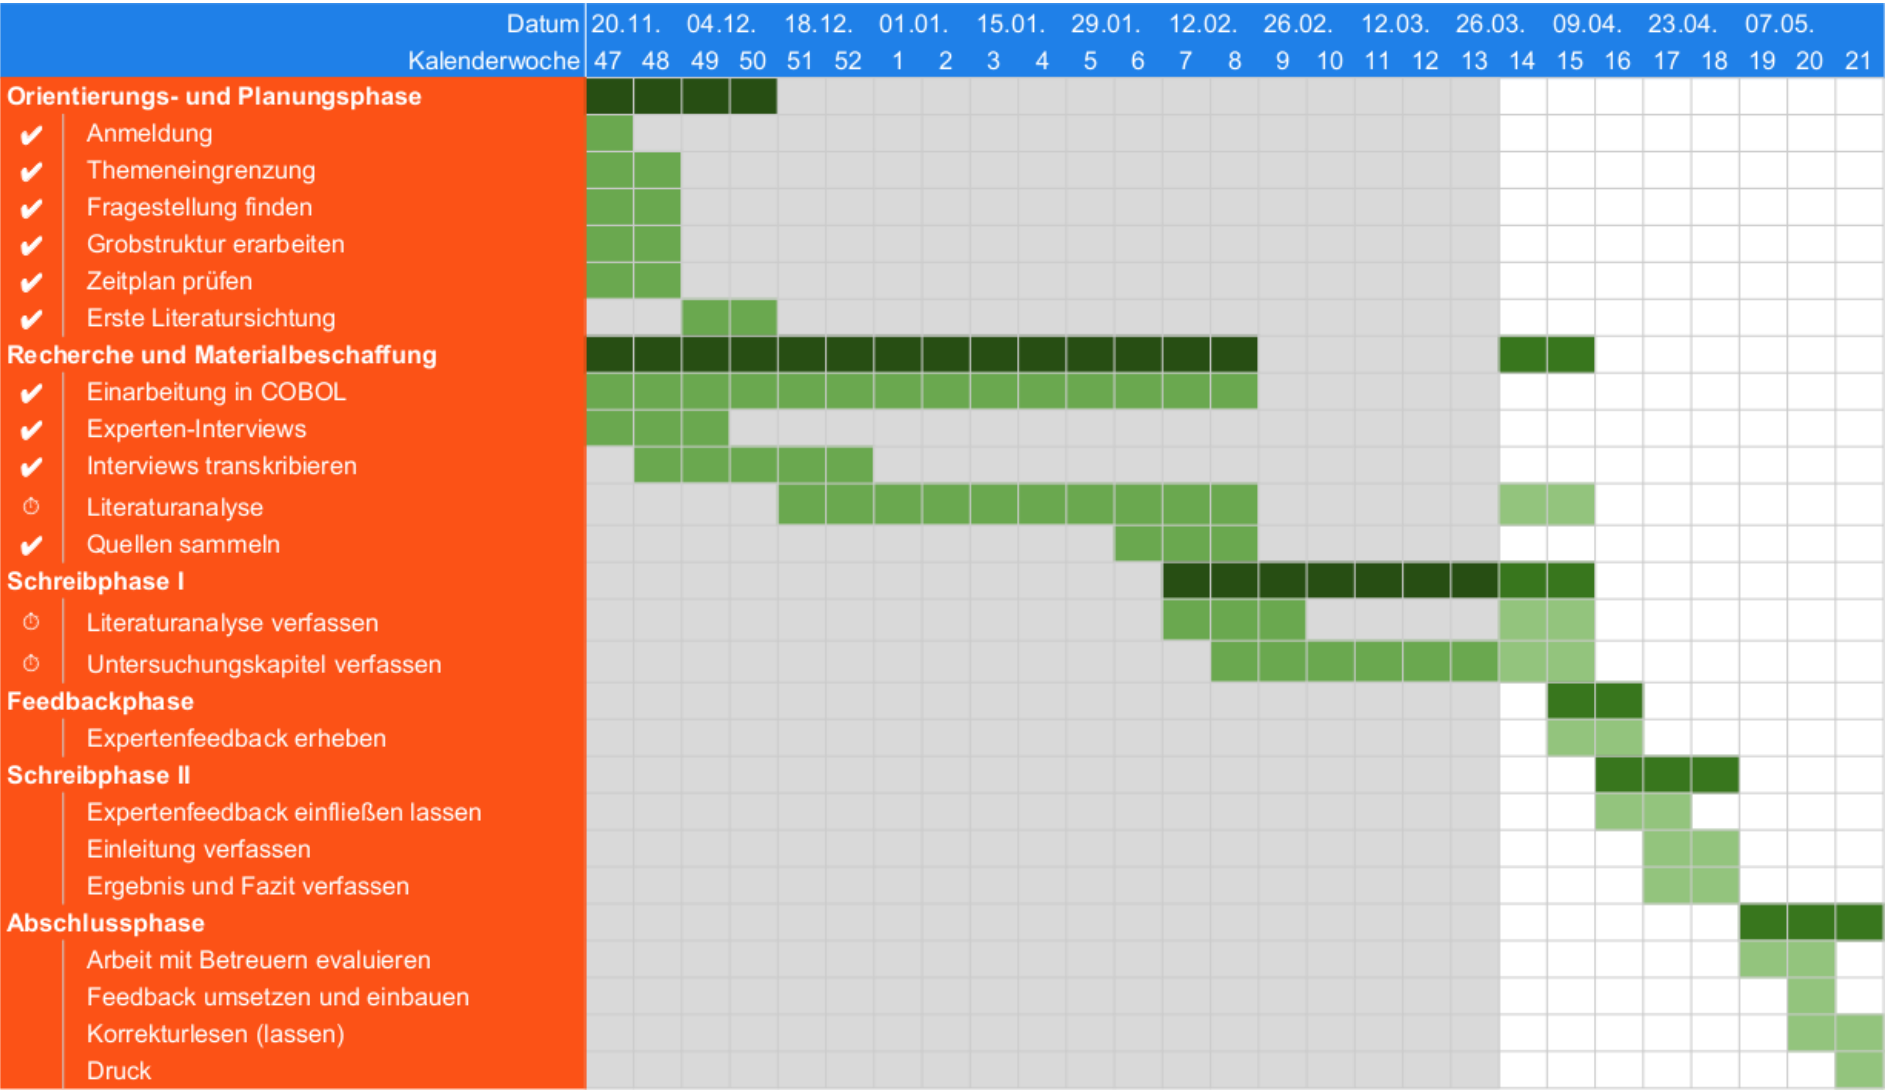 Datum 20.11. 04.12. 18.12. 01.01. 15.01. 29.01. 12.02. 26.02. 12.03. 26.03. 09.04. 23.04. 07.05.
Kalenderwoche 47 48 49 50 51 52 1 2 3 4 5 6 7 8 9 10 11 12 13 14 15 16 17 18 19 20 21
Orientierungs- und Planungsphase
✔ Anmeldung
✔ Themeneingrenzung
✔ Fragestellung finden
✔ Grobstruktur erarbeiten
✔ Zeitplan prüfen
✔ Erste Literatursichtung
Recherche und Materialbeschaffung
✔ Einarbeitung in COBOL
✔ Experten-Interviews
✔ Interviews transkribieren
⏱ Literaturanalyse
✔ Quellen sammeln
Schreibphase I
⏱ Literaturanalyse verfassen
⏱ Untersuchungskapitel verfassen
Feedbackphase
Expertenfeedback erheben
Schreibphase II
Expertenfeedback einfließen lassen
Einleitung verfassen
Ergebnis und Fazit verfassen
Abschlussphase
Arbeit mit Betreuern evaluieren
Feedback umsetzen und einbauen
Korrekturlesen (lassen)
Druck